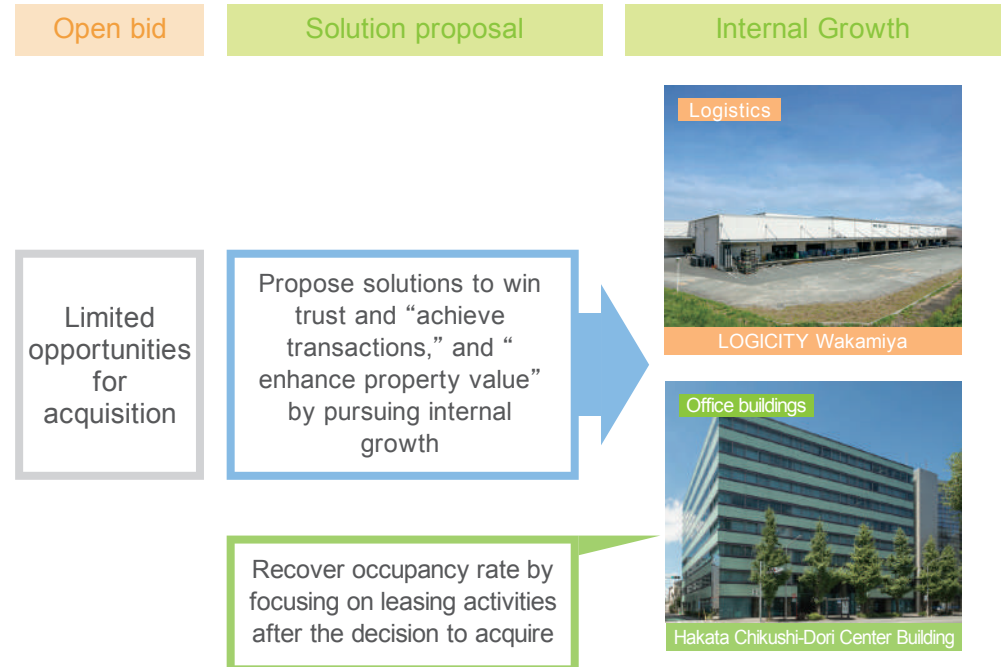 Open bid
Solution proposal
Internal Growth
Limited
opportunities
for
acquisition
Propose solutions to win
trust and “achieve
transactions,” and “
enhance property value”
by pursuing internal
growth
Logistics
LOGICITY Wakamiya
Recover occupancy rate by
focusing on leasing activities
after the decision to acquire
Office buildings
Hakata Chikushi-Dori Center Building